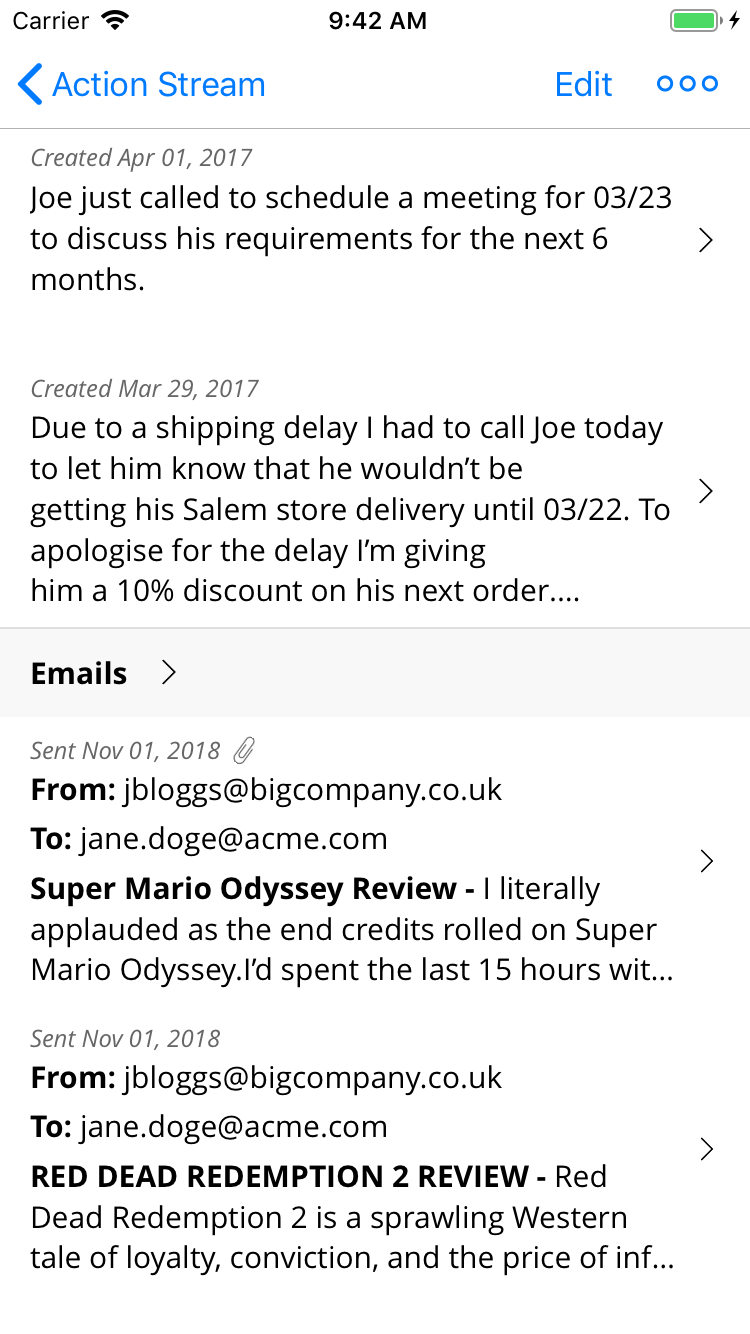 Carrier 9:42 AM
Action Stream Edit
Created Apr 01, 2017
Joe just called to schedule a meeting for 03/23
to discuss his requirements for the next 6
months.
Created Mar 29, 2017
Due to a shipping delay I had to call Joe today
to let him know that he wouldn’t be
getting his Salem store delivery until 03/22. To
apologise for the delay I’m giving
him a 10% discount on his next order....
Emails
Sent Nov 01, 2018
From: jbloggs@bigcompany.co.uk
To: jane.doge@acme.com
Super Mario Odyssey Review - I literally
applauded as the end credits rolled on Super
Mario Odyssey.I’d spent the last 15 hours wit...
Sent Nov 01, 2018
From: jbloggs@bigcompany.co.uk
To: jane.doge@acme.com
RED DEAD REDEMPTION 2 REVIEW - Red
Dead Redemption 2 is a sprawling Western
tale of loyalty, conviction, and the price of inf...